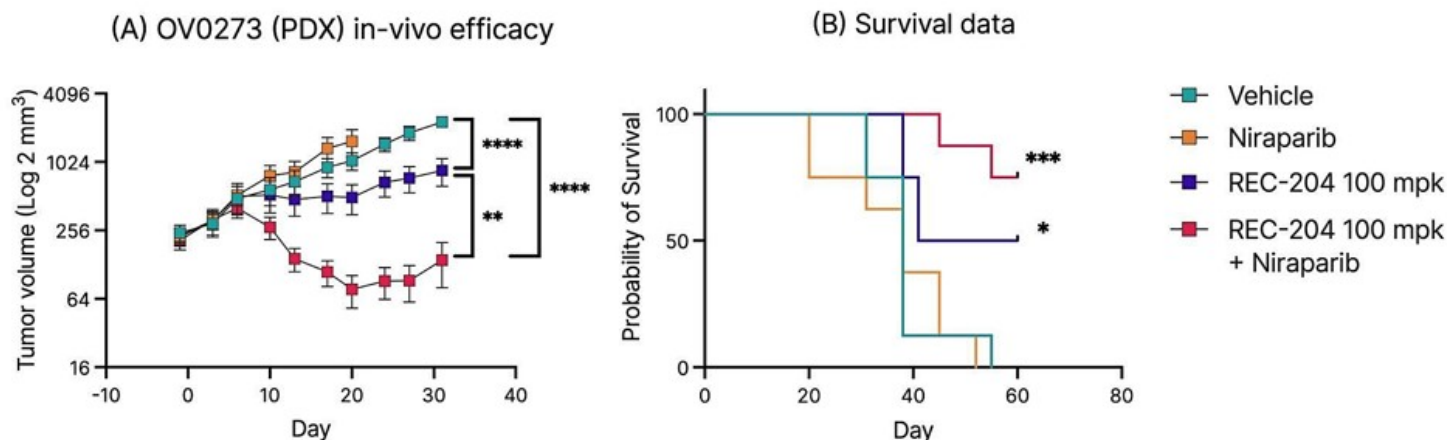 (A) OV0273 (PDX) in-vivo efficacy
Tumor volume (Log 2 mm³)
4096
1024
256
64
16
-10 0 10 20 30 40
Day
****
**
****
(B) Survival data
Probability of Survival
100
50
0
0 20 40 60 80
Day
***
*
Vehicle
Niraparib
REC-204 100 mpk
REC-204 100 mpk
+ Niraparib